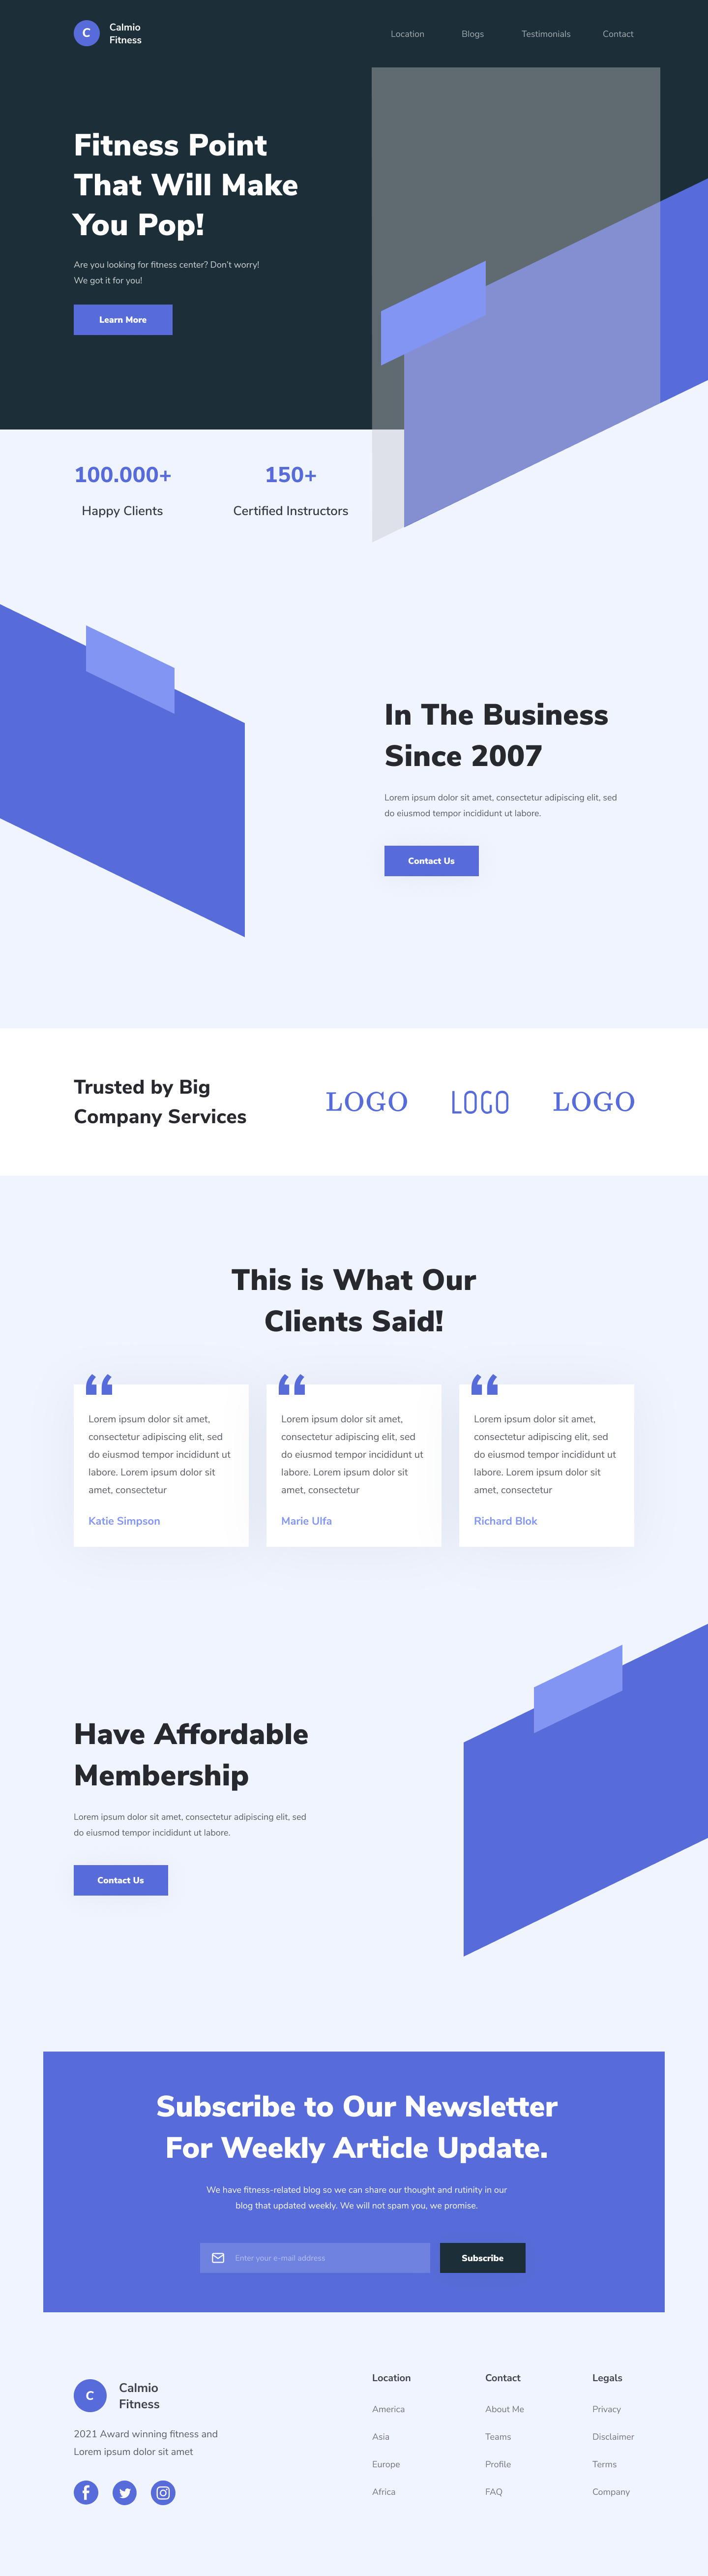 C
Calmio
Fitness
Location
Blogs
Testimonials
Contact
Fitness Point
That Will Make
You Pop!
Are you looking for fitness center? Don't worry!
We got it for you!
Learn More
100.000+
Happy Clients
150+
Certified Instructors
In The Business
Since 2007
Lorem ipsum dolor sit amet, consectetur adipiscing elit, sed
do eiusmod tempor incididunt ut labore.
Contact Us
Trusted by Big
Company Services
LOGO
LOGO
LOGO
This is What Our
Clients Said!
“
Lorem ipsum dolor sit amet,
consectetur adipiscing elit, sed
do eiusmod tempor incididunt ut
labore. Lorem ipsum dolor sit
amet, consectetur
Katie Simpson
“
Lorem ipsum dolor sit amet,
consectetur adipiscing elit, sed
do eiusmod tempor incididunt ut
labore. Lorem ipsum dolor sit
amet, consectetur
Marie Ulfa
“
Lorem ipsum dolor sit amet,
consectetur adipiscing elit, sed
do eiusmod tempor incididunt ut
labore. Lorem ipsum dolor sit
amet, consectetur
Richard Blok
Have Affordable
Membership
Lorem ipsum dolor sit amet, consectetur adipiscing elit, sed
do eiusmod tempor incididunt ut labore.
Contact Us
Subscribe to Our Newsletter
For Weekly Article Update.
We have fitness-related blog so we can share our thought and rutinity in our
blog that updated weekly. We will not spam you, we promise.
Enter your e-mail address
Subscribe
C
Calmio
Fitness
2021 Award winning fitness and
Lorem ipsum dolor sit amet
Location
America
Asia
Europe
Africa
Contact
About Me
Teams
Profile
FAQ
Legals
Privacy
Disclaimer
Terms
Company